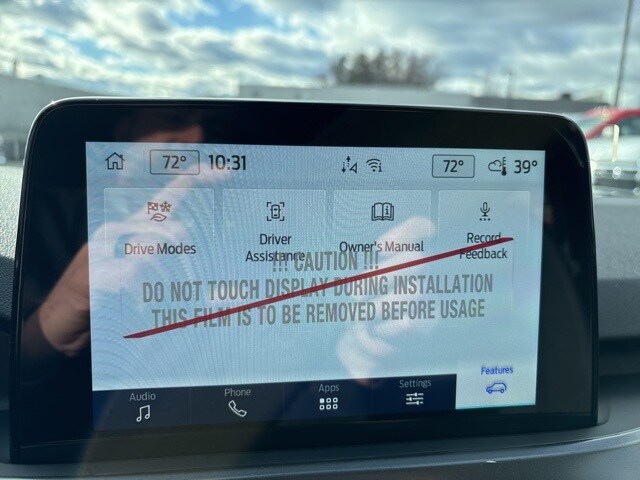 72° 10:31 72° 39°
Drive Modes
Driver
Assistance
Owner's Manual
Record
Feedback
!!! CAUTION !!!
DO NOT TOUCH DISPLAY DURING INSTALLATION
THIS FILM IS TO BE REMOVED BEFORE USAGE
Audio
Phone
Apps
Settings
Features